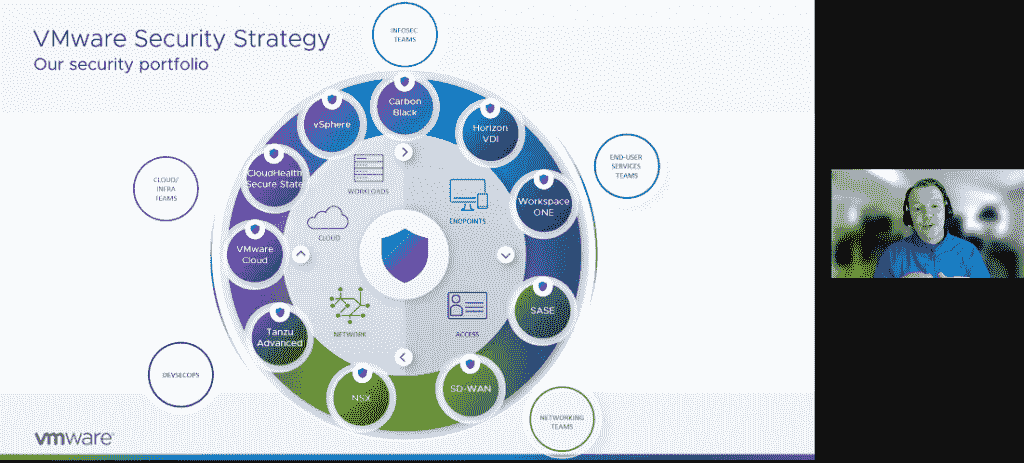 VMware Security Strategy
Our security portfolio
INFOSEC
TEAMS
Carbon
Black
vSphere
Horizon
VDI
CloudHealth
Secure State
Workspace
ONE
VMware
Cloud
SASE
Tanzu
Advanced
NSX
SD-WAN
WORKLOADS
ENDPOINTS
CLOUD
NETWORK
ACCESS
CLOUD/
INFRA
TEAMS
END-USER
SERVICES
TEAMS
DEVSECOPS
NETWORKING
TEAMS
vmware®